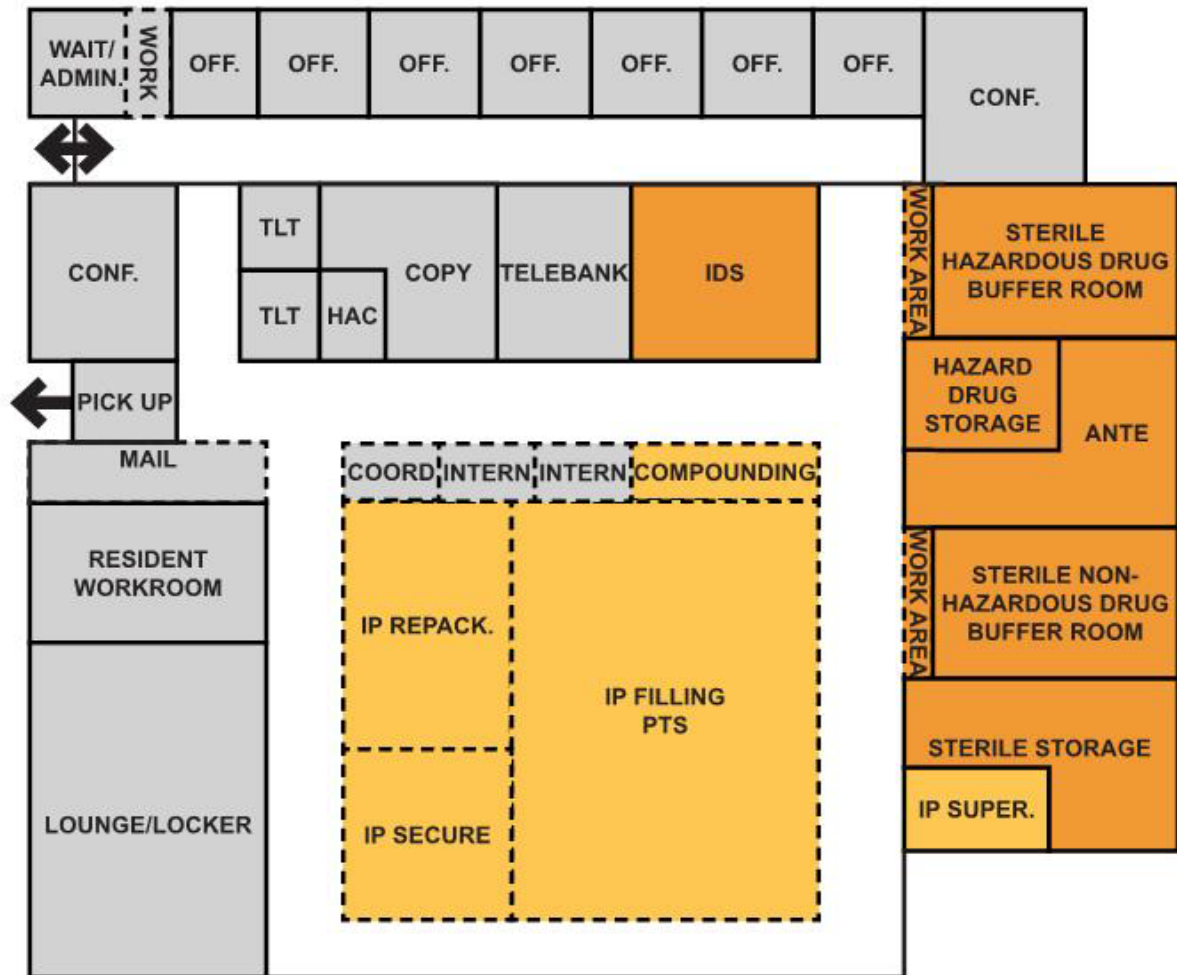 WAIT/
ADMIN.
WORK
OFF.
OFF.
OFF.
OFF.
OFF.
OFF.
OFF.
CONF.
CONF.
TLT
TLT
HAC
COPY
TELEBANK
IDS
WORK AREA
STERILE
HAZARDOUS DRUG
BUFFER ROOM
HAZARD
DRUG
STORAGE
ANTE
PICK UP
MAIL
COORD
INTERN
INTERN
COMPOUNDING
RESIDENT
WORKROOM
IP REPACK.
IP FILLING
PTS
WORK AREA
STERILE NON-
HAZARDOUS DRUG
BUFFER ROOM
STERILE STORAGE
IP SUPER.
LOUNGE/LOCKER
IP SECURE